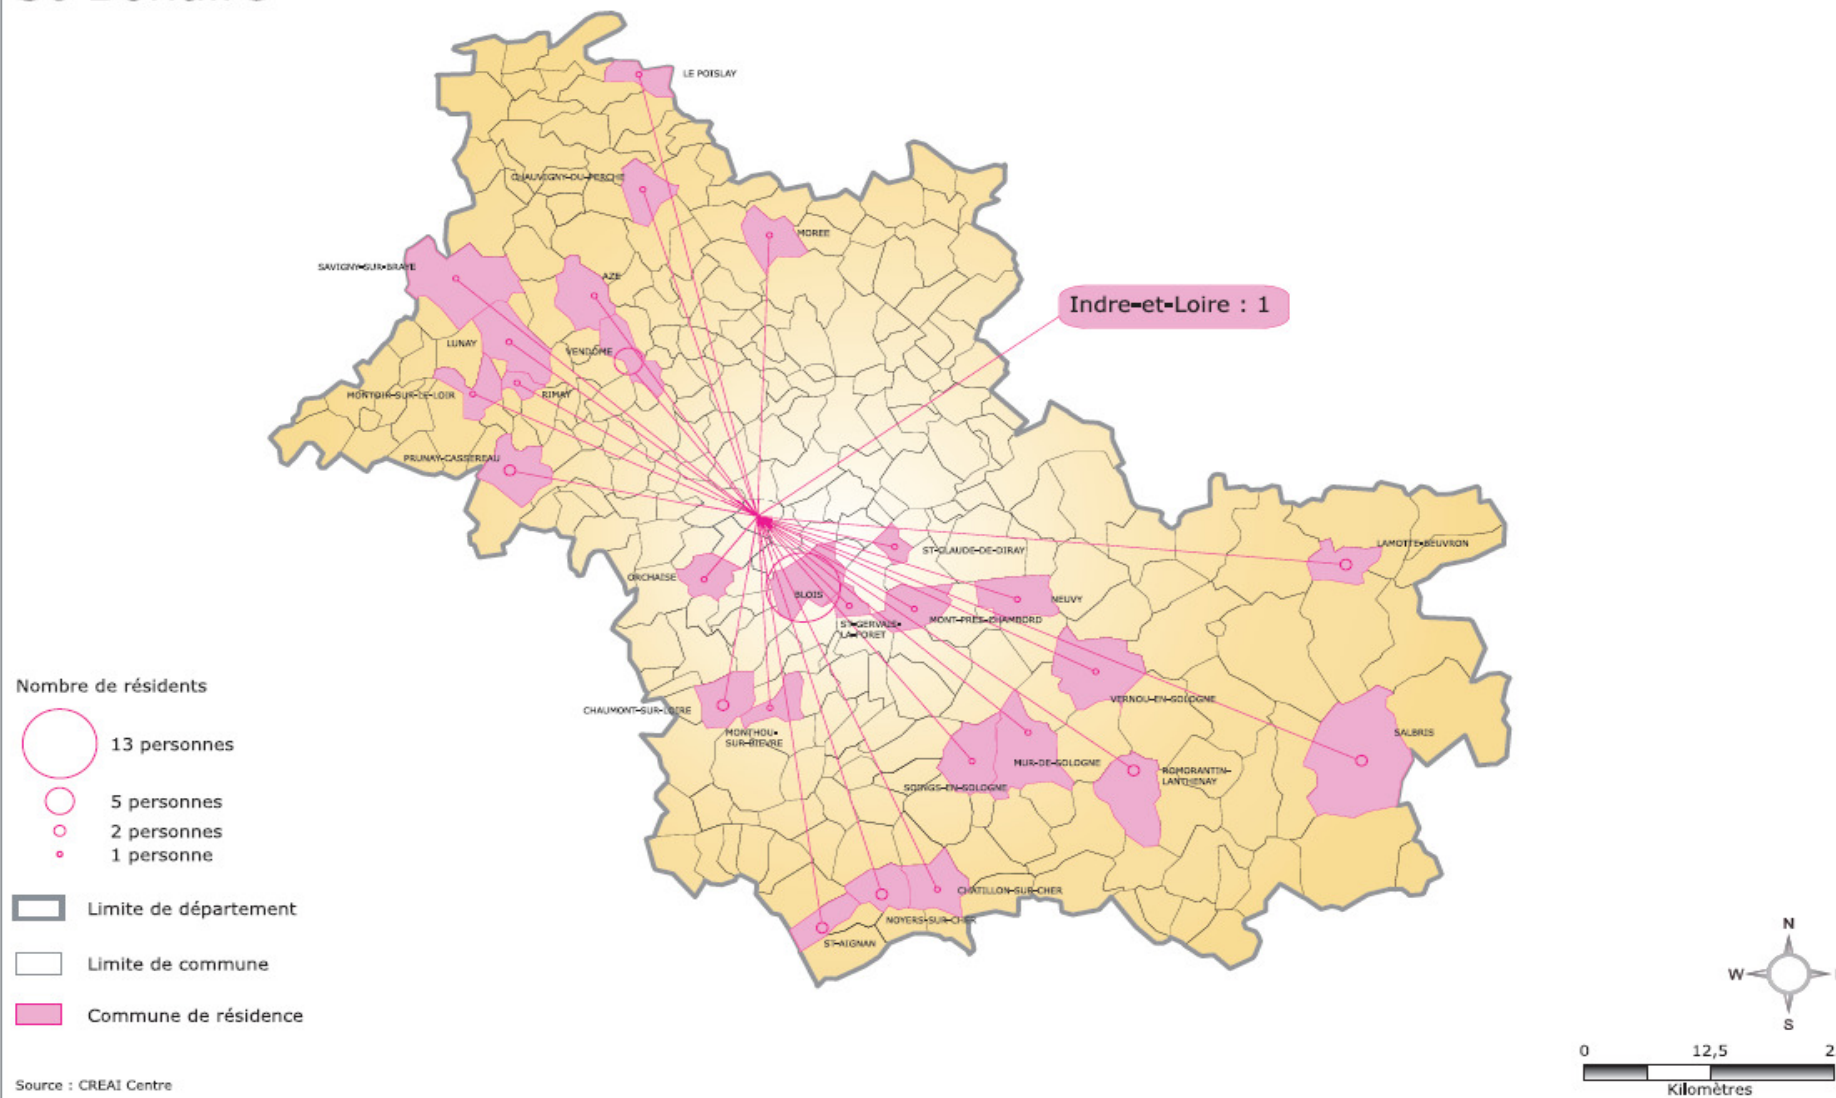 LE POISLAY
CHAUVIGNY-DU-PERCHE
MOREE
SAVIGNY-SUR-BRAYE
AZE
Indre-et-Loire : 1
LUNAY
VENDOME
MONTOIR-SUR-LE-LOIR
RIMAY
PRUNAY-CASSEREAU
LAMOTTE-BEUVRON
ST-CLAUDE-DE-DIRAY
ORCHAISE
BLOIS
NEUVY
ST-GERVAIS-
LA-FORET
MONT-PRES-CHAMBORD
Nombre de résidents
VERNOU-EN-SOLOGNE
CHAUMONT-SUR-LOIRE
MONTHOU-
SUR-BIEVRE
SALBRIS
13 personnes
MUR-DE-SOLOGNE
ROMORANTIN-
LANTHENAY
SOINGS-EN-SOLOGNE
5 personnes
2 personnes
1 personne
CHATILLON-SUR-CHER
NOYERS-SUR-CHER
ST-AIGNAN
Limite de département
Limite de commune
Commune de résidence
N
W
S
0 12,5 2
Kilomètres
Source : CREAI Centre